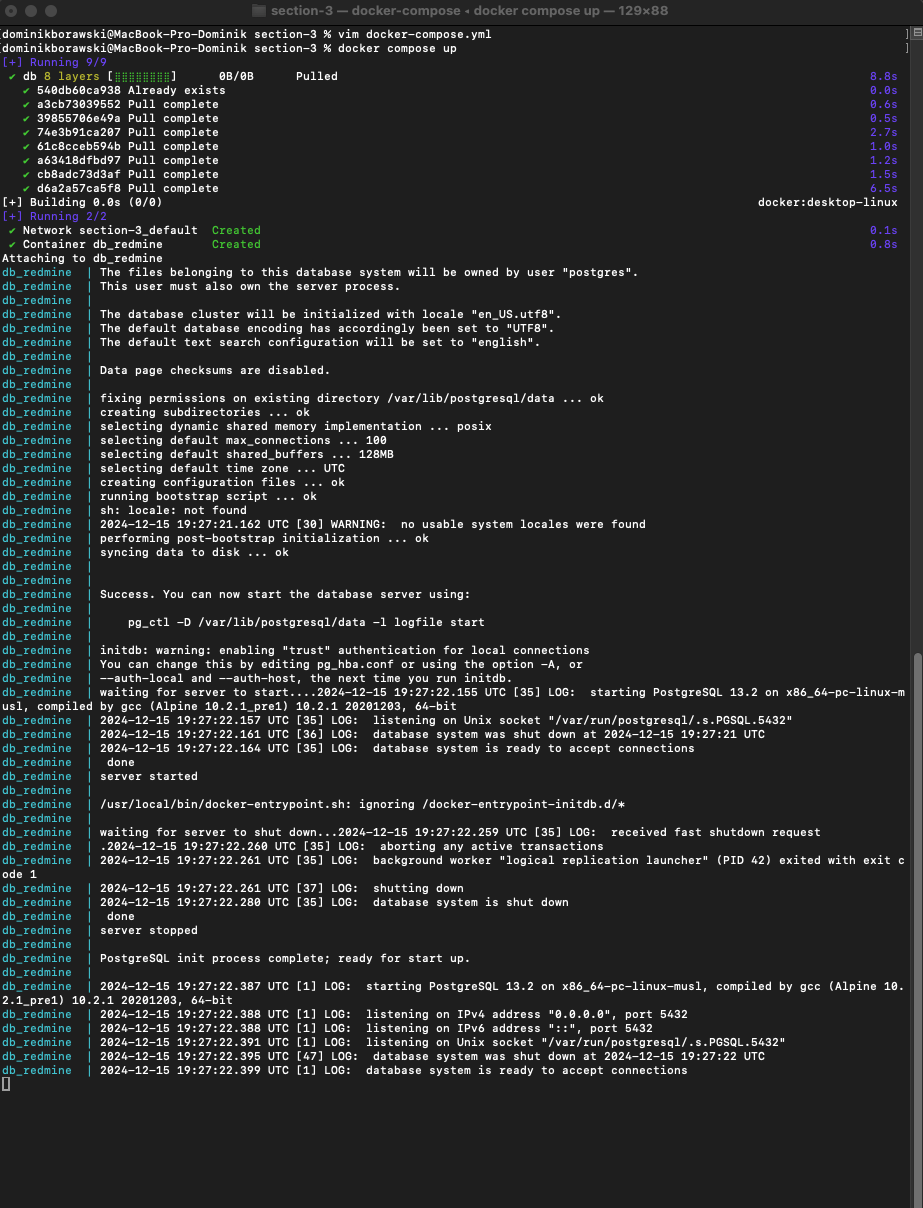 section-3 — docker-compose ◂ docker compose up — 129×88
[dominikborawski@MacBook-Pro-Dominik section-3 % vim docker-compose.yml ]
[dominikborawski@MacBook-Pro-Dominik section-3 % docker compose up ]
[+] Running 9/9
✔ db 8 layers [⣿⣿⣿⣿⣿⣿⣿⣿] 0B/0B Pulled 8.8s
✔ 540db60ca938 Already exists 0.0s
✔ a3cb73039552 Pull complete 0.6s
✔ 39855706e49a Pull complete 0.5s
✔ 74e3b91ca207 Pull complete 2.7s
✔ 61c8cceb594b Pull complete 1.0s
✔ a63418dfbd97 Pull complete 1.2s
✔ cb8adc73d3af Pull complete 1.5s
✔ d6a2a57ca5f8 Pull complete 6.5s
[+] Building 0.0s (0/0) docker:desktop-linux
[+] Running 2/2
✔ Network section-3_default Created 0.1s
✔ Container db_redmine Created 0.8s
Attaching to db_redmine
db_redmine | The files belonging to this database system will be owned by user "postgres".
db_redmine | This user must also own the server process.
db_redmine |
db_redmine | The database cluster will be initialized with locale "en_US.utf8".
db_redmine | The default database encoding has accordingly been set to "UTF8".
db_redmine | The default text search configuration will be set to "english".
db_redmine |
db_redmine | Data page checksums are disabled.
db_redmine |
db_redmine | fixing permissions on existing directory /var/lib/postgresql/data ... ok
db_redmine | creating subdirectories ... ok
db_redmine | selecting dynamic shared memory implementation ... posix
db_redmine | selecting default max_connections ... 100
db_redmine | selecting default shared_buffers ... 128MB
db_redmine | selecting default time zone ... UTC
db_redmine | creating configuration files ... ok
db_redmine | running bootstrap script ... ok
db_redmine | sh: locale: not found
db_redmine | 2024-12-15 19:27:21.162 UTC [30] WARNING:  no usable system locales were found
db_redmine | performing post-bootstrap initialization ... ok
db_redmine | syncing data to disk ... ok
db_redmine |
db_redmine |
db_redmine | Success. You can now start the database server using:
db_redmine |
db_redmine |     pg_ctl -D /var/lib/postgresql/data -l logfile start
db_redmine |
db_redmine | initdb: warning: enabling "trust" authentication for local connections
db_redmine | You can change this by editing pg_hba.conf or using the option -A, or
db_redmine | --auth-local and --auth-host, the next time you run initdb.
db_redmine | waiting for server to start....2024-12-15 19:27:22.155 UTC [35] LOG:  starting PostgreSQL 13.2 on x86_64-pc-linux-m
usl, compiled by gcc (Alpine 10.2.1_pre1) 10.2.1 20201203, 64-bit
db_redmine | 2024-12-15 19:27:22.157 UTC [35] LOG:  listening on Unix socket "/var/run/postgresql/.s.PGSQL.5432"
db_redmine | 2024-12-15 19:27:22.161 UTC [36] LOG:  database system was shut down at 2024-12-15 19:27:21 UTC
db_redmine | 2024-12-15 19:27:22.164 UTC [35] LOG:  database system is ready to accept connections
db_redmine |  done
db_redmine | server started
db_redmine |
db_redmine | /usr/local/bin/docker-entrypoint.sh: ignoring /docker-entrypoint-initdb.d/*
db_redmine |
db_redmine | waiting for server to shut down...2024-12-15 19:27:22.259 UTC [35] LOG:  received fast shutdown request
db_redmine | .2024-12-15 19:27:22.260 UTC [35] LOG:  aborting any active transactions
db_redmine | 2024-12-15 19:27:22.261 UTC [35] LOG:  background worker "logical replication launcher" (PID 42) exited with exit c
ode 1
db_redmine | 2024-12-15 19:27:22.261 UTC [37] LOG:  shutting down
db_redmine | 2024-12-15 19:27:22.280 UTC [35] LOG:  database system is shut down
db_redmine |  done
db_redmine | server stopped
db_redmine |
db_redmine | PostgreSQL init process complete; ready for start up.
db_redmine |
db_redmine | 2024-12-15 19:27:22.387 UTC [1] LOG:  starting PostgreSQL 13.2 on x86_64-pc-linux-musl, compiled by gcc (Alpine 10.
2.1_pre1) 10.2.1 20201203, 64-bit
db_redmine | 2024-12-15 19:27:22.388 UTC [1] LOG:  listening on IPv4 address "0.0.0.0", port 5432
db_redmine | 2024-12-15 19:27:22.388 UTC [1] LOG:  listening on IPv6 address "::", port 5432
db_redmine | 2024-12-15 19:27:22.391 UTC [1] LOG:  listening on Unix socket "/var/run/postgresql/.s.PGSQL.5432"
db_redmine | 2024-12-15 19:27:22.395 UTC [47] LOG:  database system was shut down at 2024-12-15 19:27:22 UTC
db_redmine | 2024-12-15 19:27:22.399 UTC [1] LOG:  database system is ready to accept connections